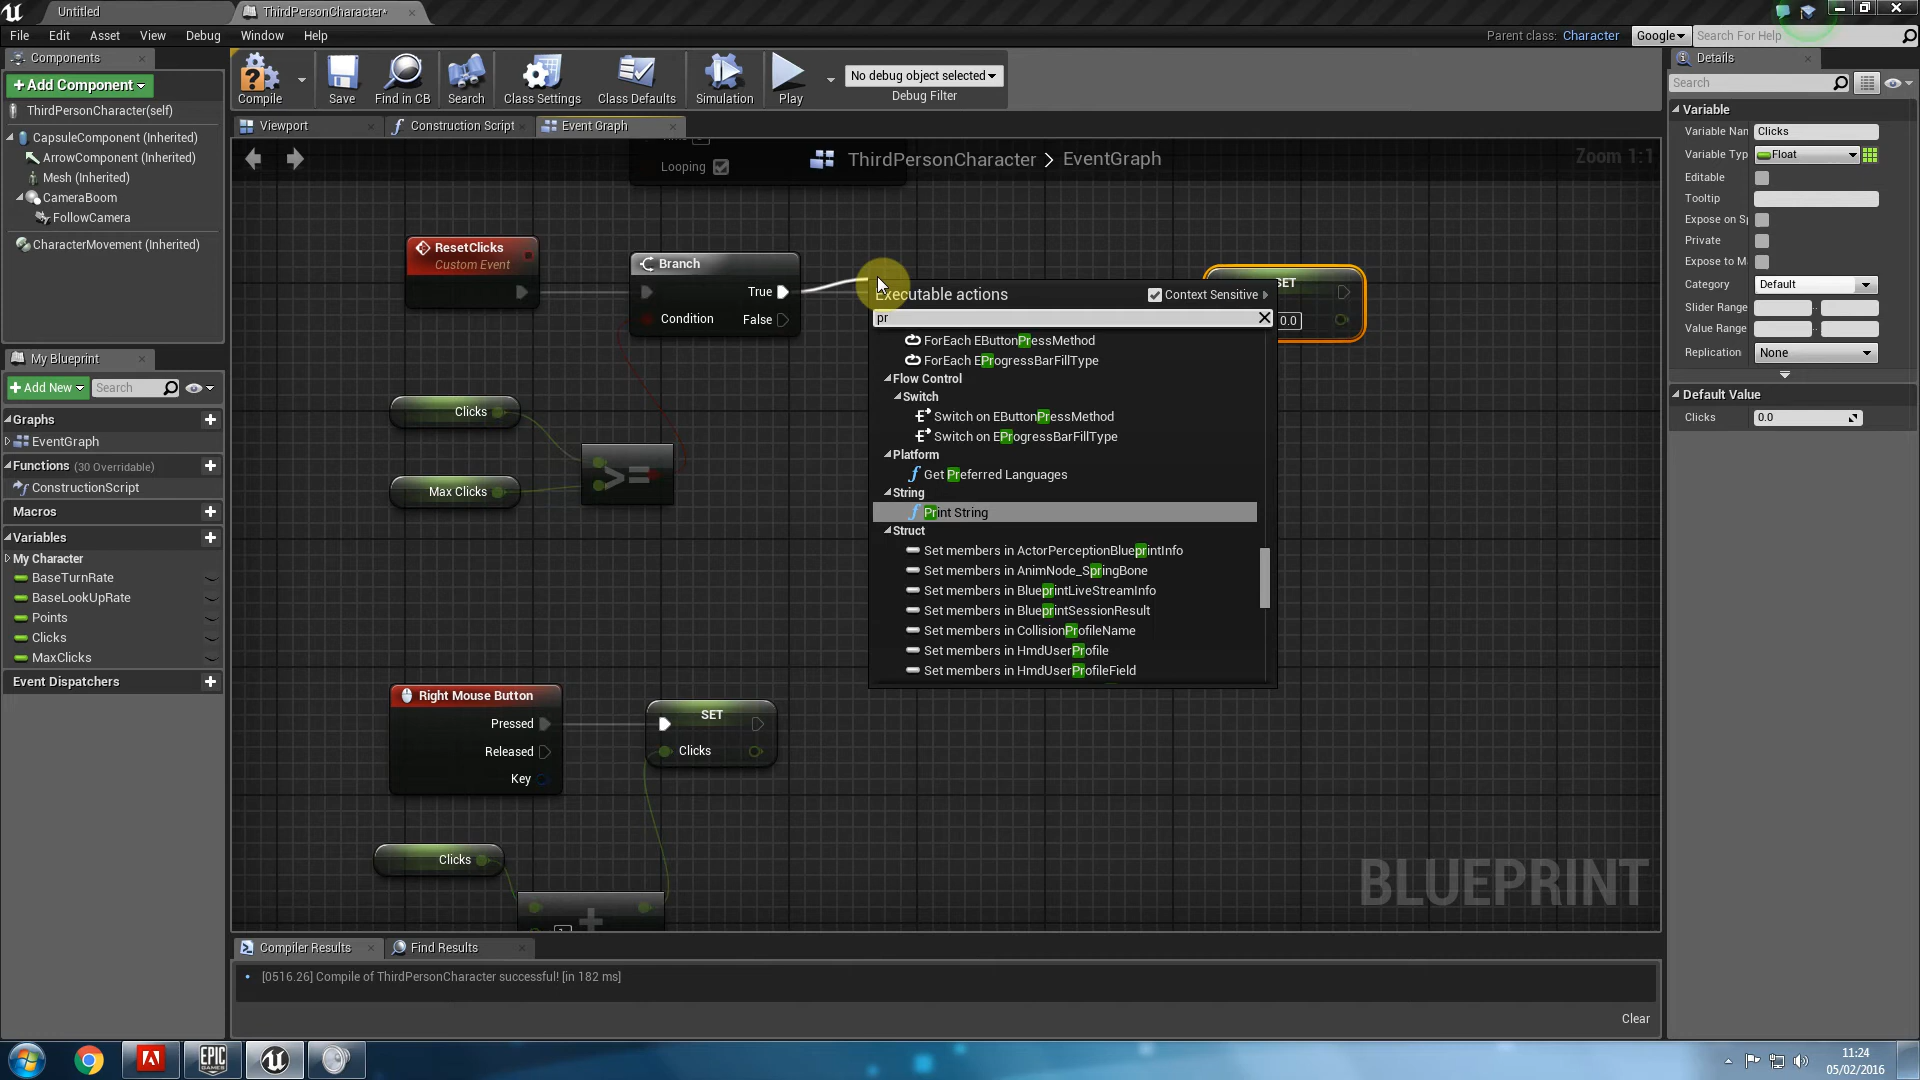 Untitled
ThirdPersonCharacter*
File Edit Asset View Debug Window Help
Parent class: Character
Google
Search For Help
Components
+Add Component
ThirdPersonCharacter(self)
CapsuleComponent (Inherited)
ArrowComponent (Inherited)
Mesh (Inherited)
CameraBoom
FollowCamera
CharacterMovement (Inherited)
My Blueprint
+Add New
Search
Graphs
EventGraph
Functions (30 Overridable)
ConstructionScript
Macros
Variables
My Character
BaseTurnRate
BaseLookUpRate
Points
Clicks
MaxClicks
Event Dispatchers
Compile
Save
Find in CB
Search
Class Settings
Class Defaults
Simulation
Play
No debug object selected
Debug Filter
Viewport
Construction Script
Event Graph
ThirdPersonCharacter > EventGraph
Zoom 1:1
Looping
ResetClicks
Custom Event
Branch
True
Condition
False
Clicks
Max Clicks
>=
SET
0.0
Executable actions
Context Sensitive
pr
ForEach EButtonPressMethod
ForEach EProgressBarFillType
Flow Control
Switch
Switch on EButtonPressMethod
Switch on EProgressBarFillType
Platform
Get Preferred Languages
String
Print String
Struct
Set members in ActorPerceptionBlueprintInfo
Set members in AnimNode_SpringBone
Set members in BlueprintLiveStreamInfo
Set members in BlueprintSessionResult
Set members in CollisionProfileName
Set members in HmdUserProfile
Set members in HmdUserProfileField
Right Mouse Button
Pressed
Released
Key
SET
Clicks
Clicks
+
BLUEPRINT
Compiler Results
Find Results
[0516.26] Compile of ThirdPersonCharacter successful! [in 182 ms]
Clear
Details
Search
Variable
Variable Nan
Clicks
Variable Typ
Float
Editable
Tooltip
Expose on Sp
Private
Expose to Ma
Category
Default
Slider Range
Value Range
Replication
None
Default Value
Clicks
0.0
EPIC
GAMES
11:24
05/02/2016